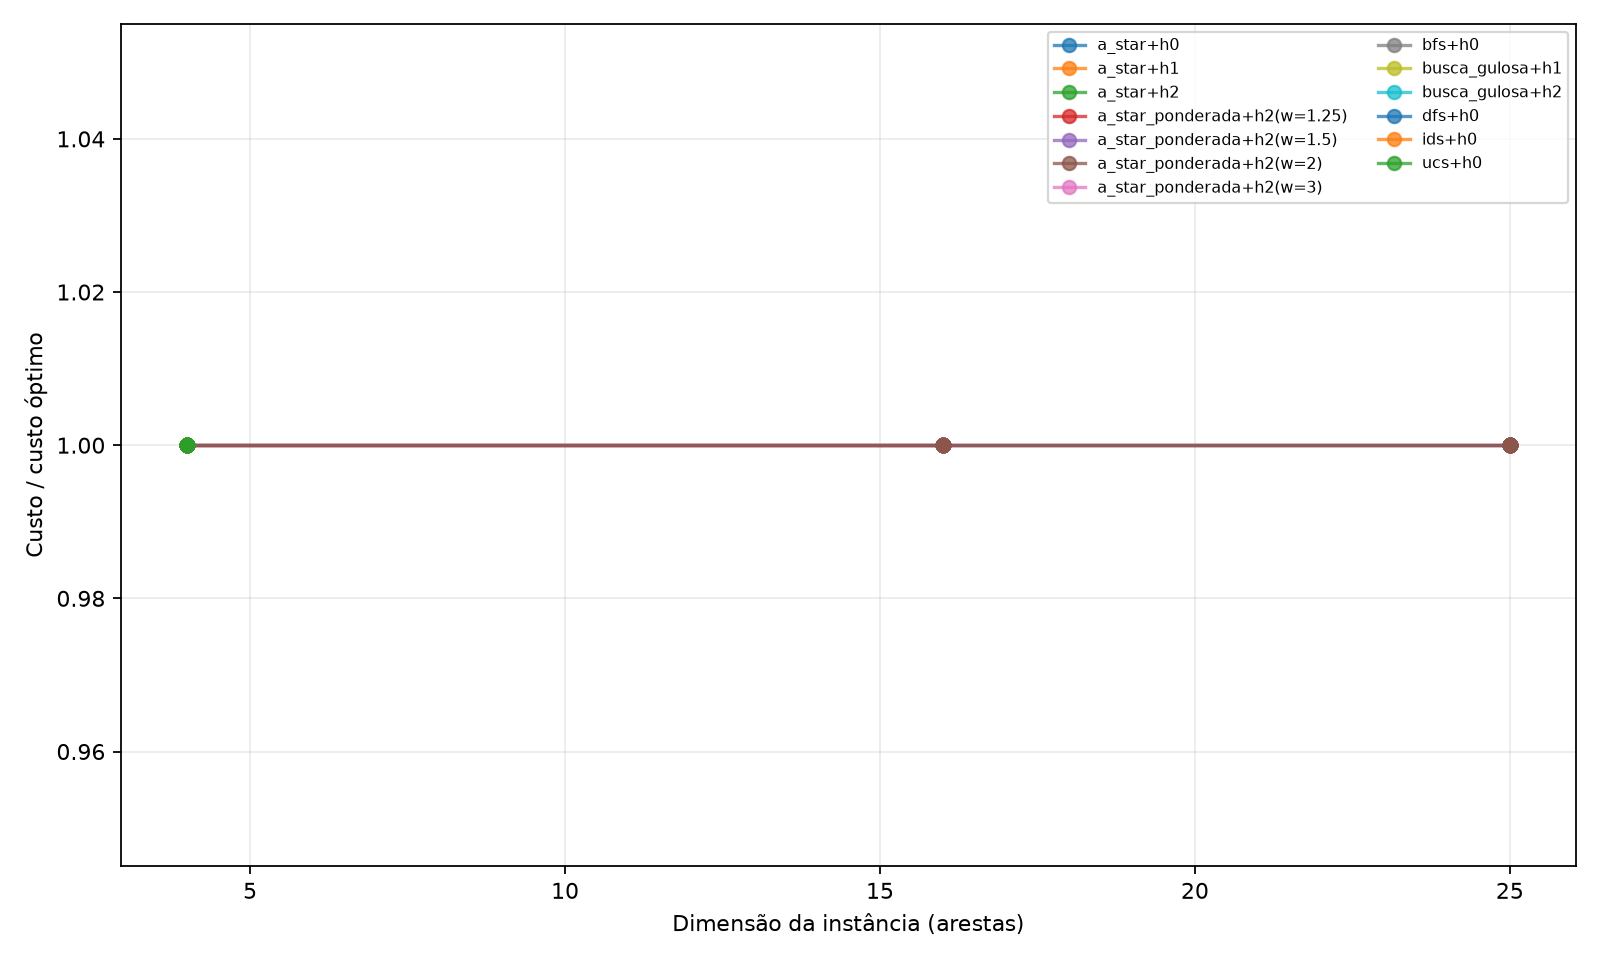 a_star+h0
a_star+h1
a_star+h2
a_star_ponderada+h2(w=1.25)
a_star_ponderada+h2(w=1.5)
a_star_ponderada+h2(w=2)
a_star_ponderada+h2(w=3)
bfs+h0
busca_gulosa+h1
busca_gulosa+h2
dfs+h0
ids+h0
ucs+h0
Custo / custo óptimo
1.04
1.02
1.00
0.98
0.96
5 10 15 20 25
Dimensão da instância (arestas)